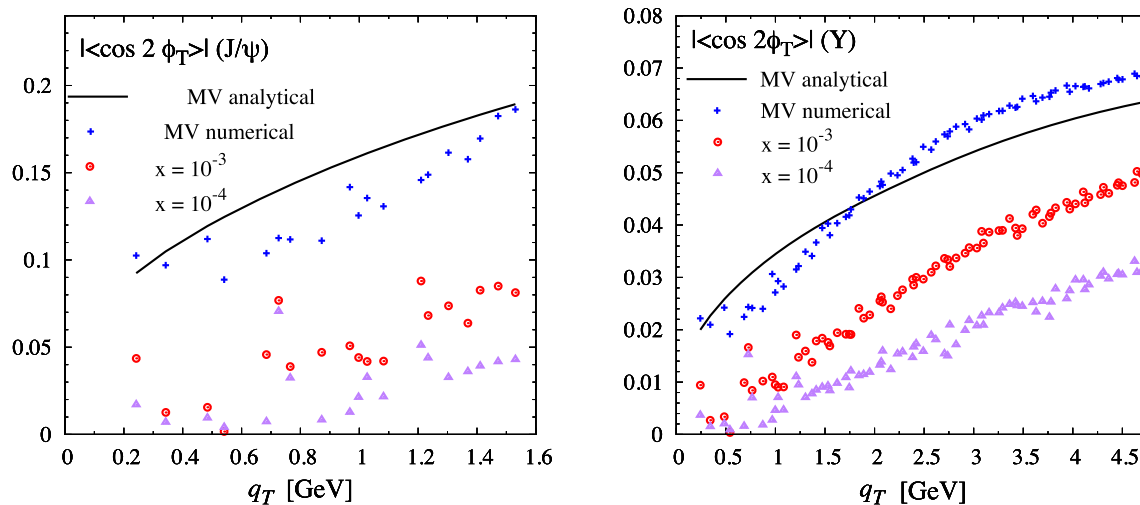 |<cos 2 ϕ_T>| (J/ψ)
MV analytical
MV numerical
x = 10^-3
x = 10^-4
0.2
0.15
0.1
0.05
0
0 0.2 0.4 0.6 0.8 1 1.2 1.4 1.6
q_T [GeV]
|<cos 2ϕ_T>| (Υ)
MV analytical
MV numerical
x = 10^-3
x = 10^-4
0.08
0.07
0.06
0.05
0.04
0.03
0.02
0.01
0
0 0.5 1 1.5 2 2.5 3 3.5 4 4.5
q_T [GeV]